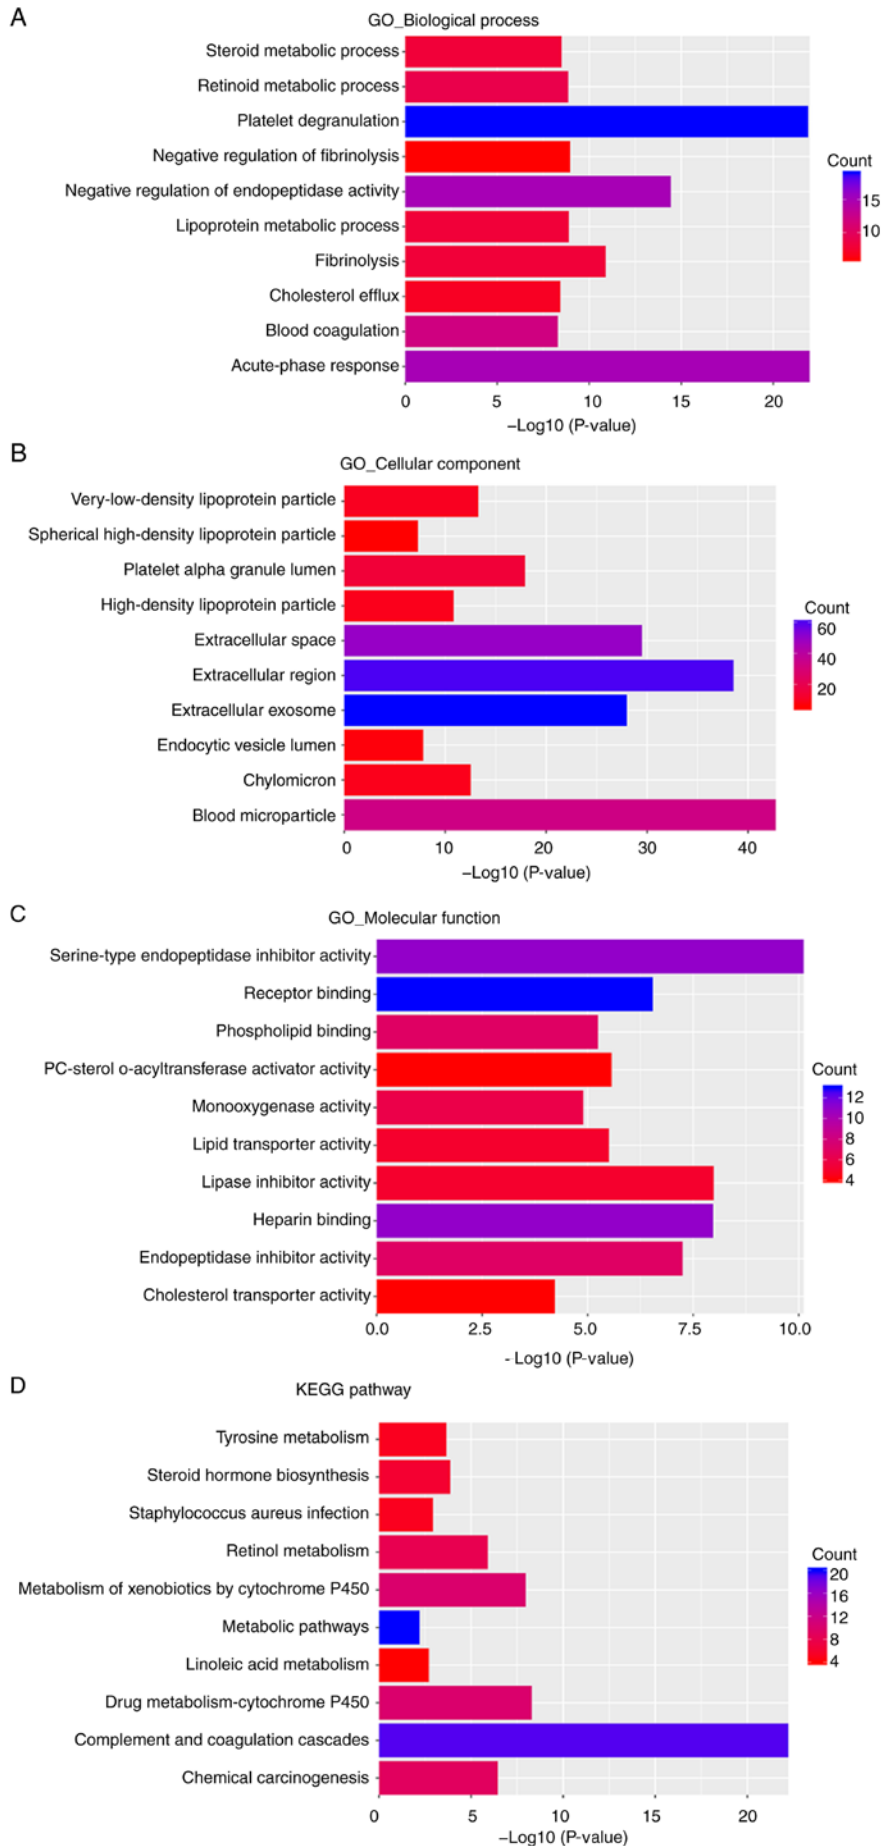 A
GO_Biological process
Steroid metabolic process
Retinoid metabolic process
Platelet degranulation
Negative regulation of fibrinolysis
Negative regulation of endopeptidase activity
Lipoprotein metabolic process
Fibrinolysis
Cholesterol efflux
Blood coagulation
Acute-phase response
Count
15
10
0 5 10 15 20
–Log10 (P-value)
B
GO_Cellular component
Very-low-density lipoprotein particle
Spherical high-density lipoprotein particle
Platelet alpha granule lumen
High-density lipoprotein particle
Extracellular space
Extracellular region
Extracellular exosome
Endocytic vesicle lumen
Chylomicron
Blood microparticle
Count
60
40
20
0 10 20 30 40
–Log10 (P-value)
C
GO_Molecular function
Serine-type endopeptidase inhibitor activity
Receptor binding
Phospholipid binding
PC-sterol o-acyltransferase activator activity
Monooxygenase activity
Lipid transporter activity
Lipase inhibitor activity
Heparin binding
Endopeptidase inhibitor activity
Cholesterol transporter activity
Count
12
10
8
6
4
0.0 2.5 5.0 7.5 10.0
- Log10 (P-value)
D
KEGG pathway
Tyrosine metabolism
Steroid hormone biosynthesis
Staphylococcus aureus infection
Retinol metabolism
Metabolism of xenobiotics by cytochrome P450
Metabolic pathways
Linoleic acid metabolism
Drug metabolism-cytochrome P450
Complement and coagulation cascades
Chemical carcinogenesis
Count
20
16
12
8
4
0 5 10 15 20
–Log10 (P-value)